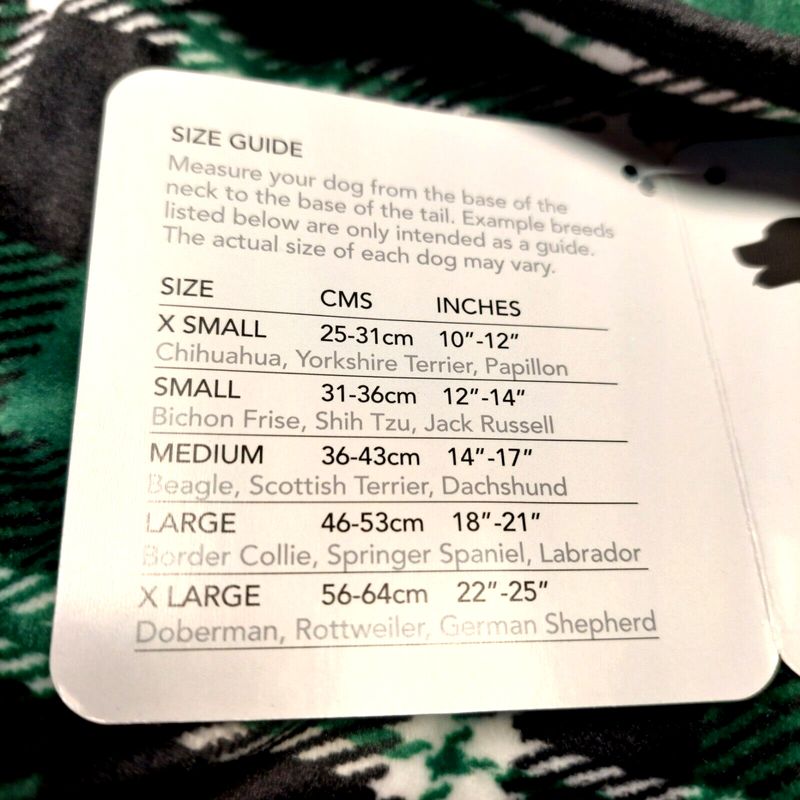 SIZE GUIDE
Measure your dog from the base of the
neck to the base of the tail. Example breeds
listed below are only intended as a guide.
The actual size of each dog may vary.
SIZE CMS INCHES
X SMALL 25-31cm 10"-12"
Chihuahua, Yorkshire Terrier, Papillon
SMALL 31-36cm 12"-14"
Bichon Frise, Shih Tzu, Jack Russell
MEDIUM 36-43cm 14"-17"
Beagle, Scottish Terrier, Dachshund
LARGE 46-53cm 18"-21"
Border Collie, Springer Spaniel, Labrador
X LARGE 56-64cm 22"-25"
Doberman, Rottweiler, German Shepherd